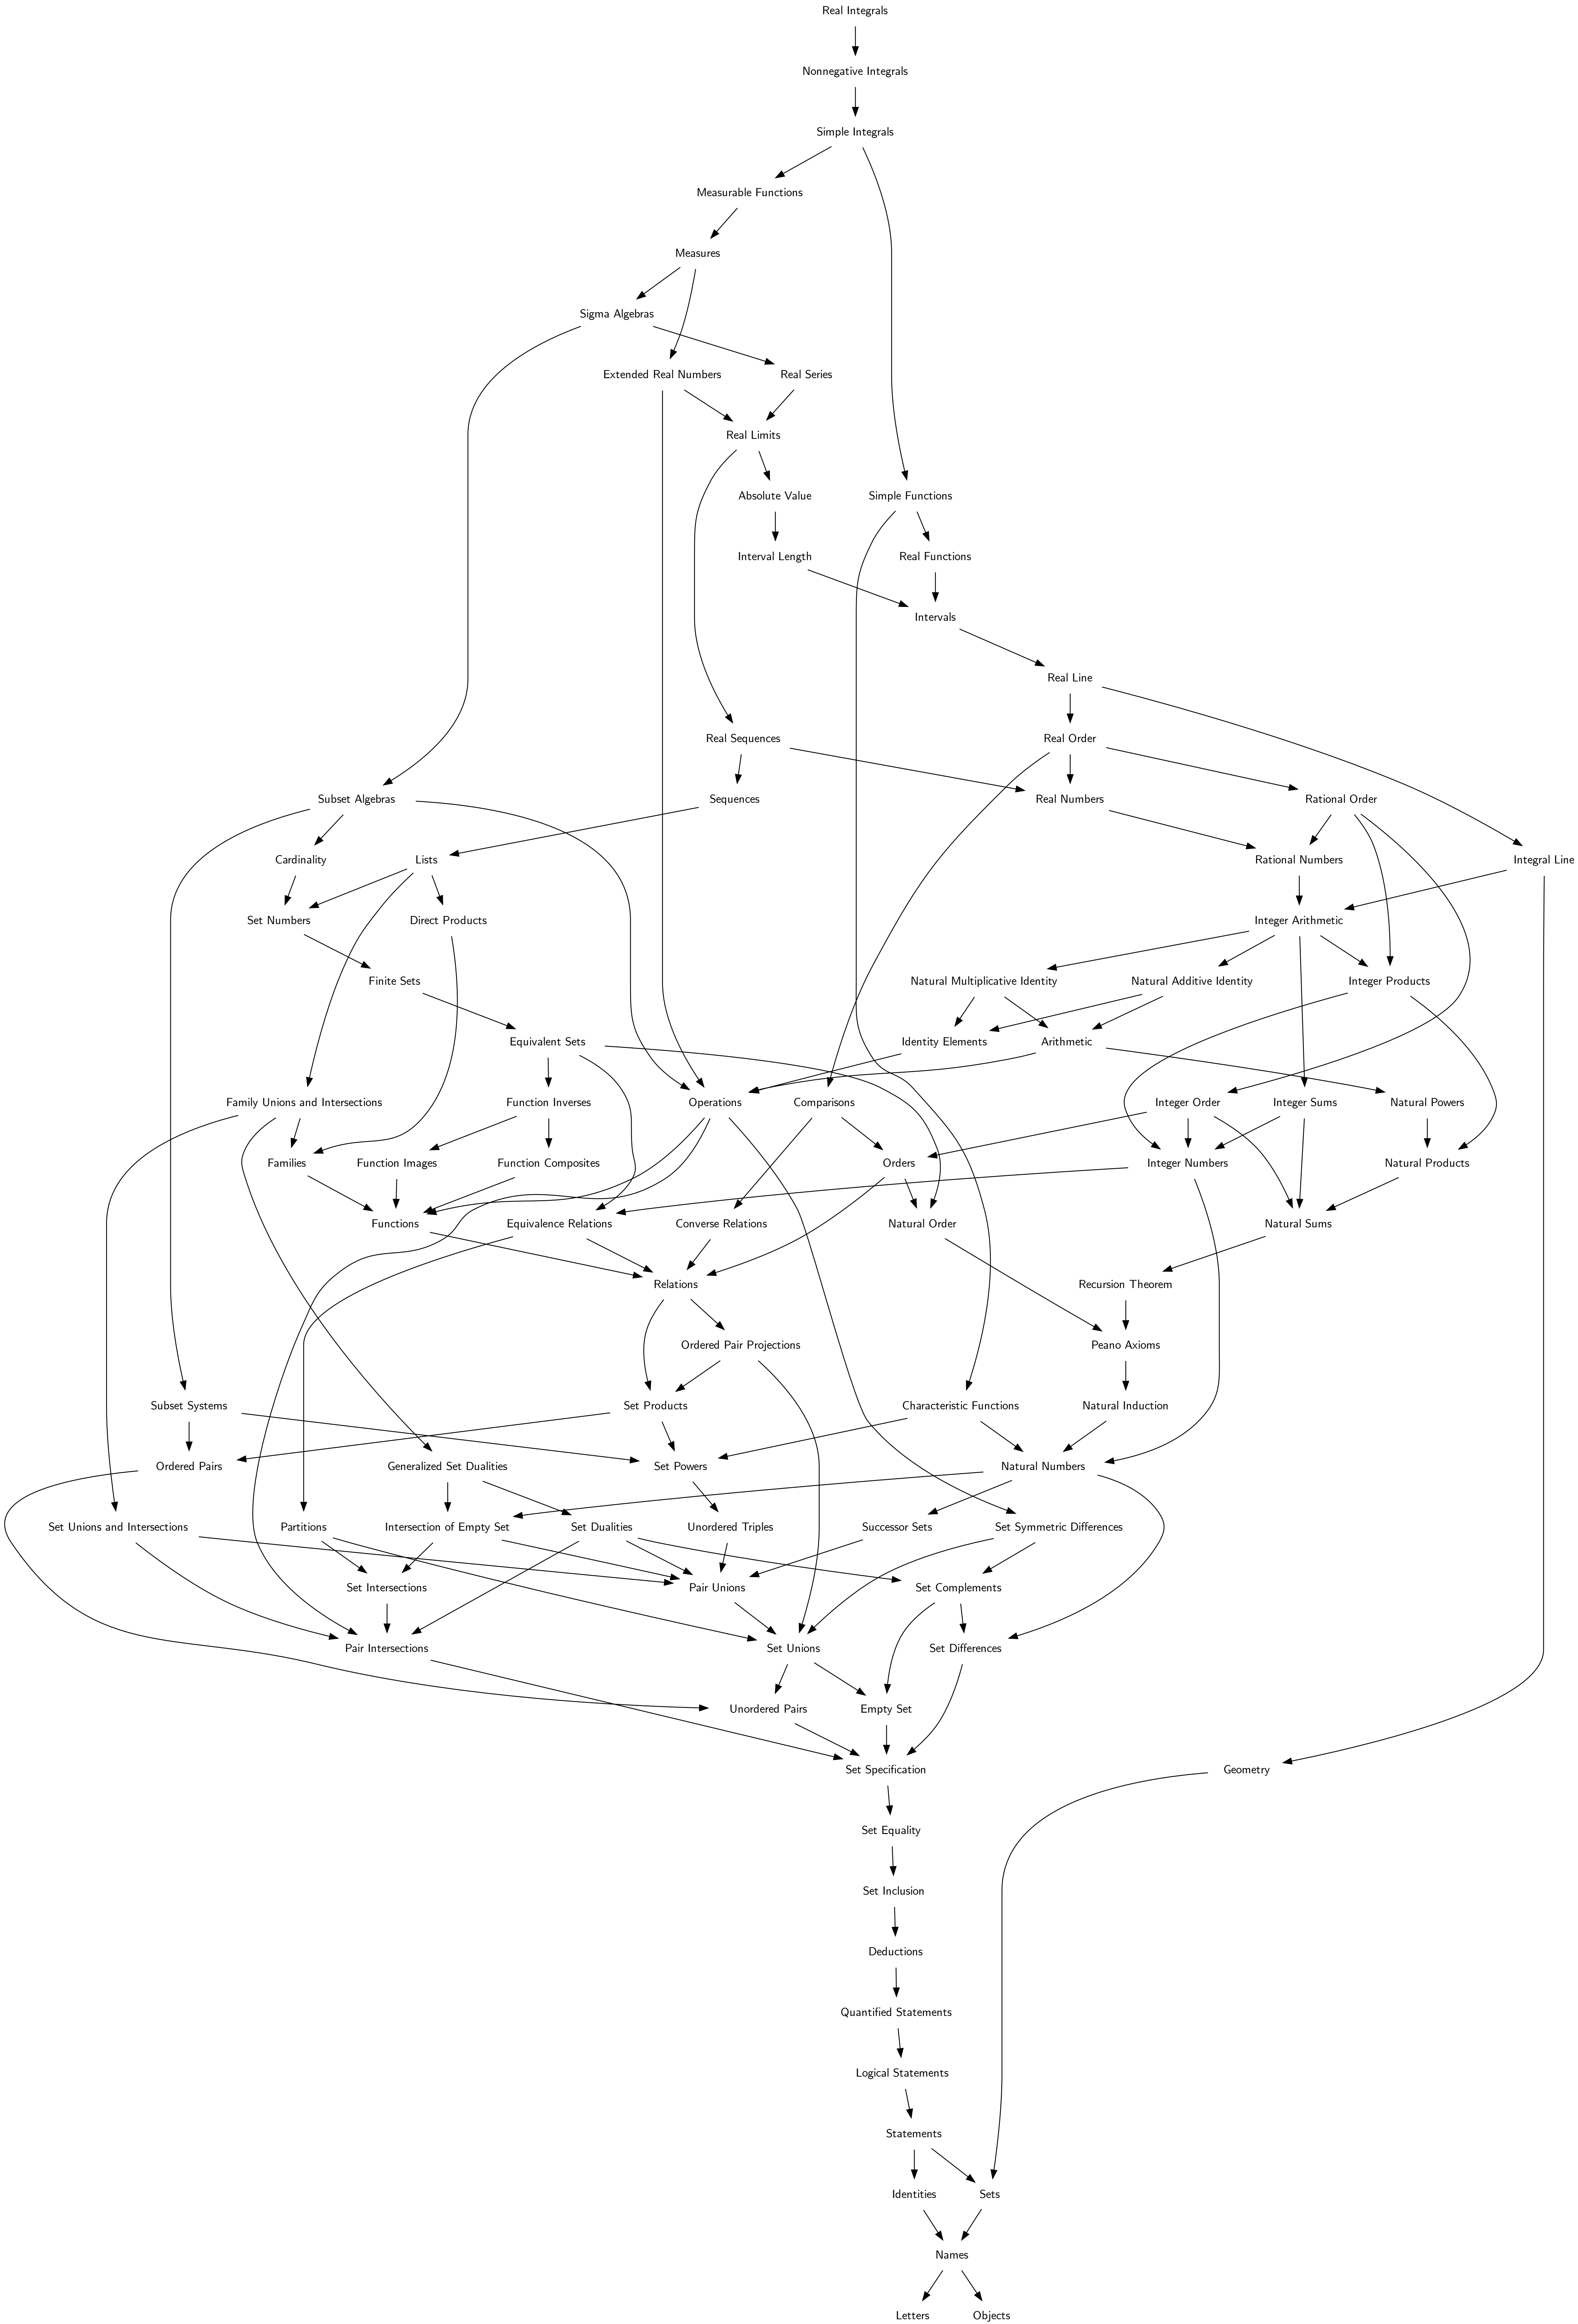 Real Integrals
Nonnegative Integrals
Simple Integrals
Measurable Functions
Measures
Sigma Algebras
Extended Real Numbers
Real Series
Real Limits
Absolute Value
Simple Functions
Interval Length
Real Functions
Intervals
Real Line
Real Sequences
Real Order
Subset Algebras
Sequences
Real Numbers
Rational Order
Cardinality
Lists
Rational Numbers
Integral Line
Set Numbers
Direct Products
Integer Arithmetic
Finite Sets
Natural Multiplicative Identity
Natural Additive Identity
Integer Products
Equivalent Sets
Identity Elements
Arithmetic
Family Unions and Intersections
Function Inverses
Operations
Comparisons
Integer Order
Integer Sums
Natural Powers
Families
Function Images
Function Composites
Orders
Integer Numbers
Natural Products
Functions
Equivalence Relations
Converse Relations
Natural Order
Natural Sums
Relations
Recursion Theorem
Ordered Pair Projections
Peano Axioms
Subset Systems
Set Products
Characteristic Functions
Natural Induction
Ordered Pairs
Generalized Set Dualities
Set Powers
Natural Numbers
Set Unions and Intersections
Partitions
Intersection of Empty Set
Set Dualities
Unordered Triples
Successor Sets
Set Symmetric Differences
Set Intersections
Pair Unions
Set Complements
Pair Intersections
Set Unions
Set Differences
Unordered Pairs
Empty Set
Set Specification
Geometry
Set Equality
Set Inclusion
Deductions
Quantified Statements
Logical Statements
Statements
Identities
Sets
Names
Letters
Objects